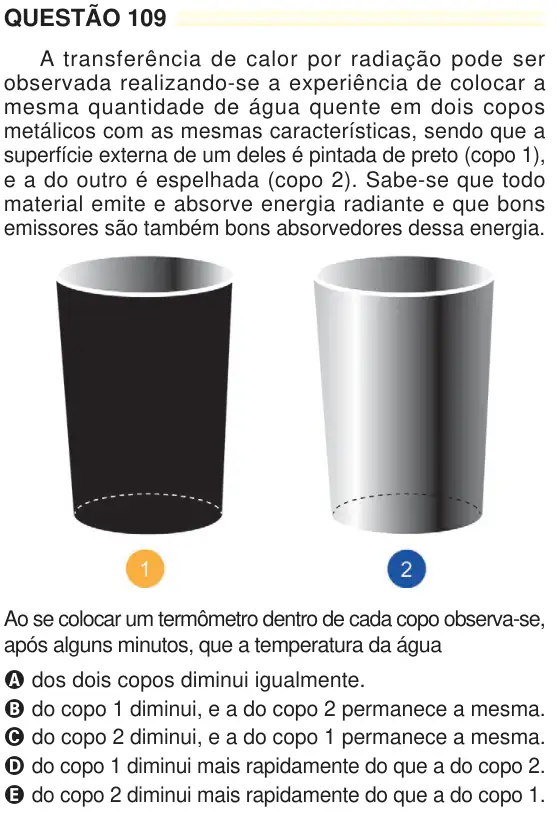 QUESTÃO 109
A transferência de calor por radiação pode ser
observada realizando-se a experiência de colocar a
mesma quantidade de água quente em dois copos
metálicos com as mesmas características, sendo que a
superfície externa de um deles é pintada de preto (copo 1),
e a do outro é espelhada (copo 2). Sabe-se que todo
material emite e absorve energia radiante e que bons
emissores são também bons absorvedores dessa energia.
1
2
Ao se colocar um termômetro dentro de cada copo observa-se,
após alguns minutos, que a temperatura da água
A dos dois copos diminui igualmente.
B do copo 1 diminui, e a do copo 2 permanece a mesma.
C do copo 2 diminui, e a do copo 1 permanece a mesma.
D do copo 1 diminui mais rapidamente do que a do copo 2.
E do copo 2 diminui mais rapidamente do que a do copo 1.